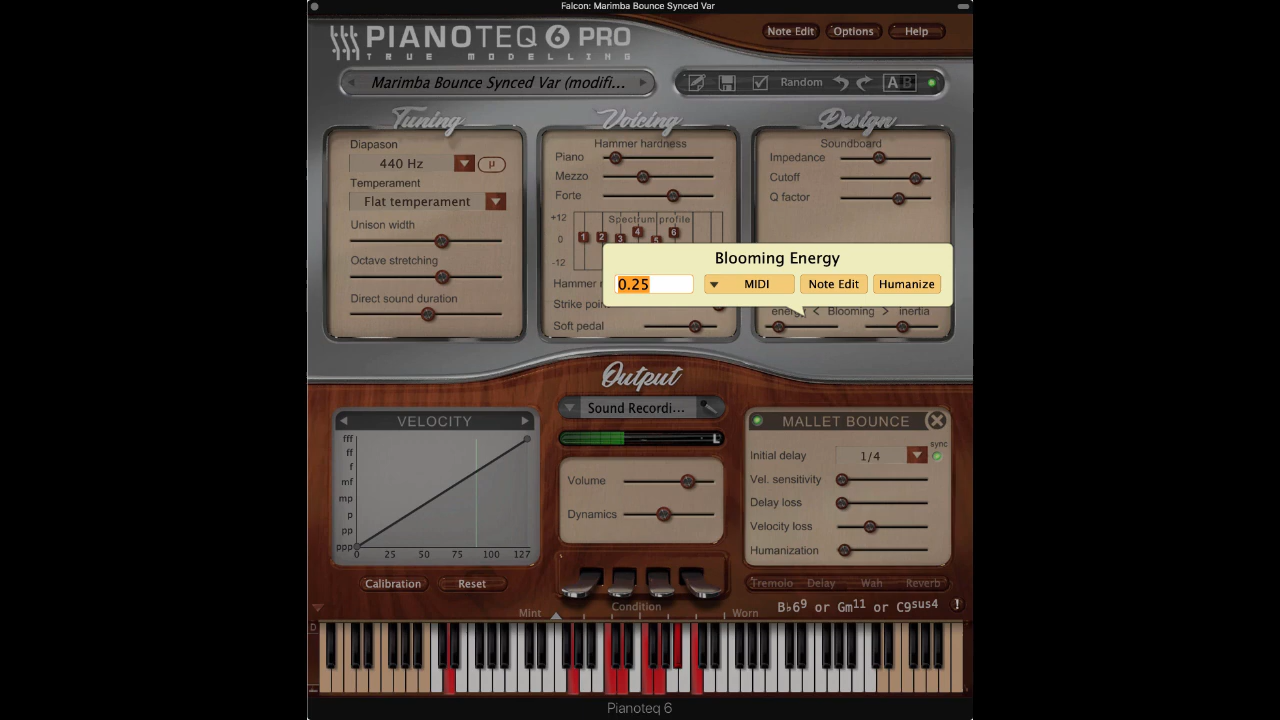 Falcon: Marimba Bounce Synced Var
PIANOTEQ 6 PRO
TRUE MODELLING
Note Edit Options Help
Marimba Bounce Synced Var (modifi...
Random A B
Tuning
Diapason
440 Hz μ
Temperament
Flat temperament
Unison width
Octave stretching
Direct sound duration
Voicing
Hammer hardness
Piano
Mezzo
Forte
+12 Spectrum profile
0 1 2 3 4 5 6
-12
Hammer
Strike poi
Soft pedal
Design
Soundboard
Impedance
Cutoff
Q factor
Blooming Energy
0.25 MIDI Note Edit Humanize
energy < Blooming > inertia
Output
Sound Recordi...
L
Volume
Dynamics
VELOCITY
fff
ff
f
mf
mp
p
pp
ppp
0 25 50 75 100 127
Calibration Reset
MALLET BOUNCE
sync
Initial delay 1/4
Vel. sensitivity
Delay loss
Velocity loss
Humanization
Tremolo Delay Wah Reverb
Mint Condition Worn
B♭6⁹ or Gm¹¹ or C9sus4 !
D
Pianoteq 6